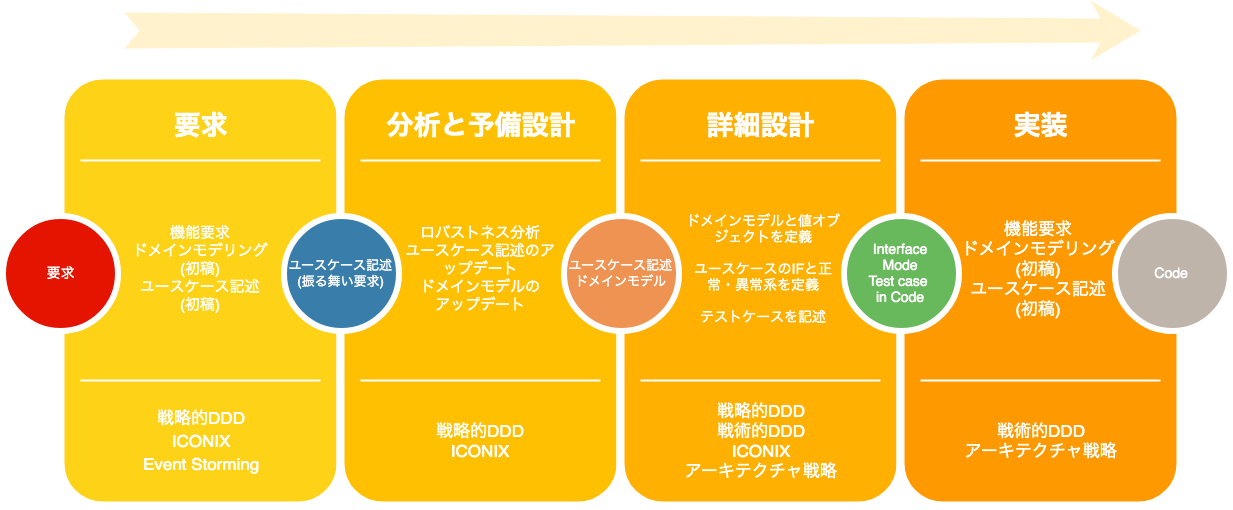 要求
分析と予備設計
詳細設計
実装
要求
機能要求
ドメインモデリング
(初稿)
ユースケース記述
(初稿)
ユースケース記述
(振る舞い要求)
ロバストネス分析
ユースケース記述のア
ップデート
ドメインモデルの
アップデート
ユースケース記述
ドメインモデル
ドメインモデルと値オブ
ジェクトを定義
ユースケースのIFと正
常・異常系を定義
テストケースを記述
Interface
Mode
Test case
in Code
機能要求
ドメインモデリング
(初稿)
ユースケース記述
(初稿)
Code
戦略的DDD
ICONIX
Event Storming
戦略的DDD
ICONIX
戦略的DDD
戦術的DDD
ICONIX
アーキテクチャ戦略
戦術的DDD
アーキテクチャ戦略